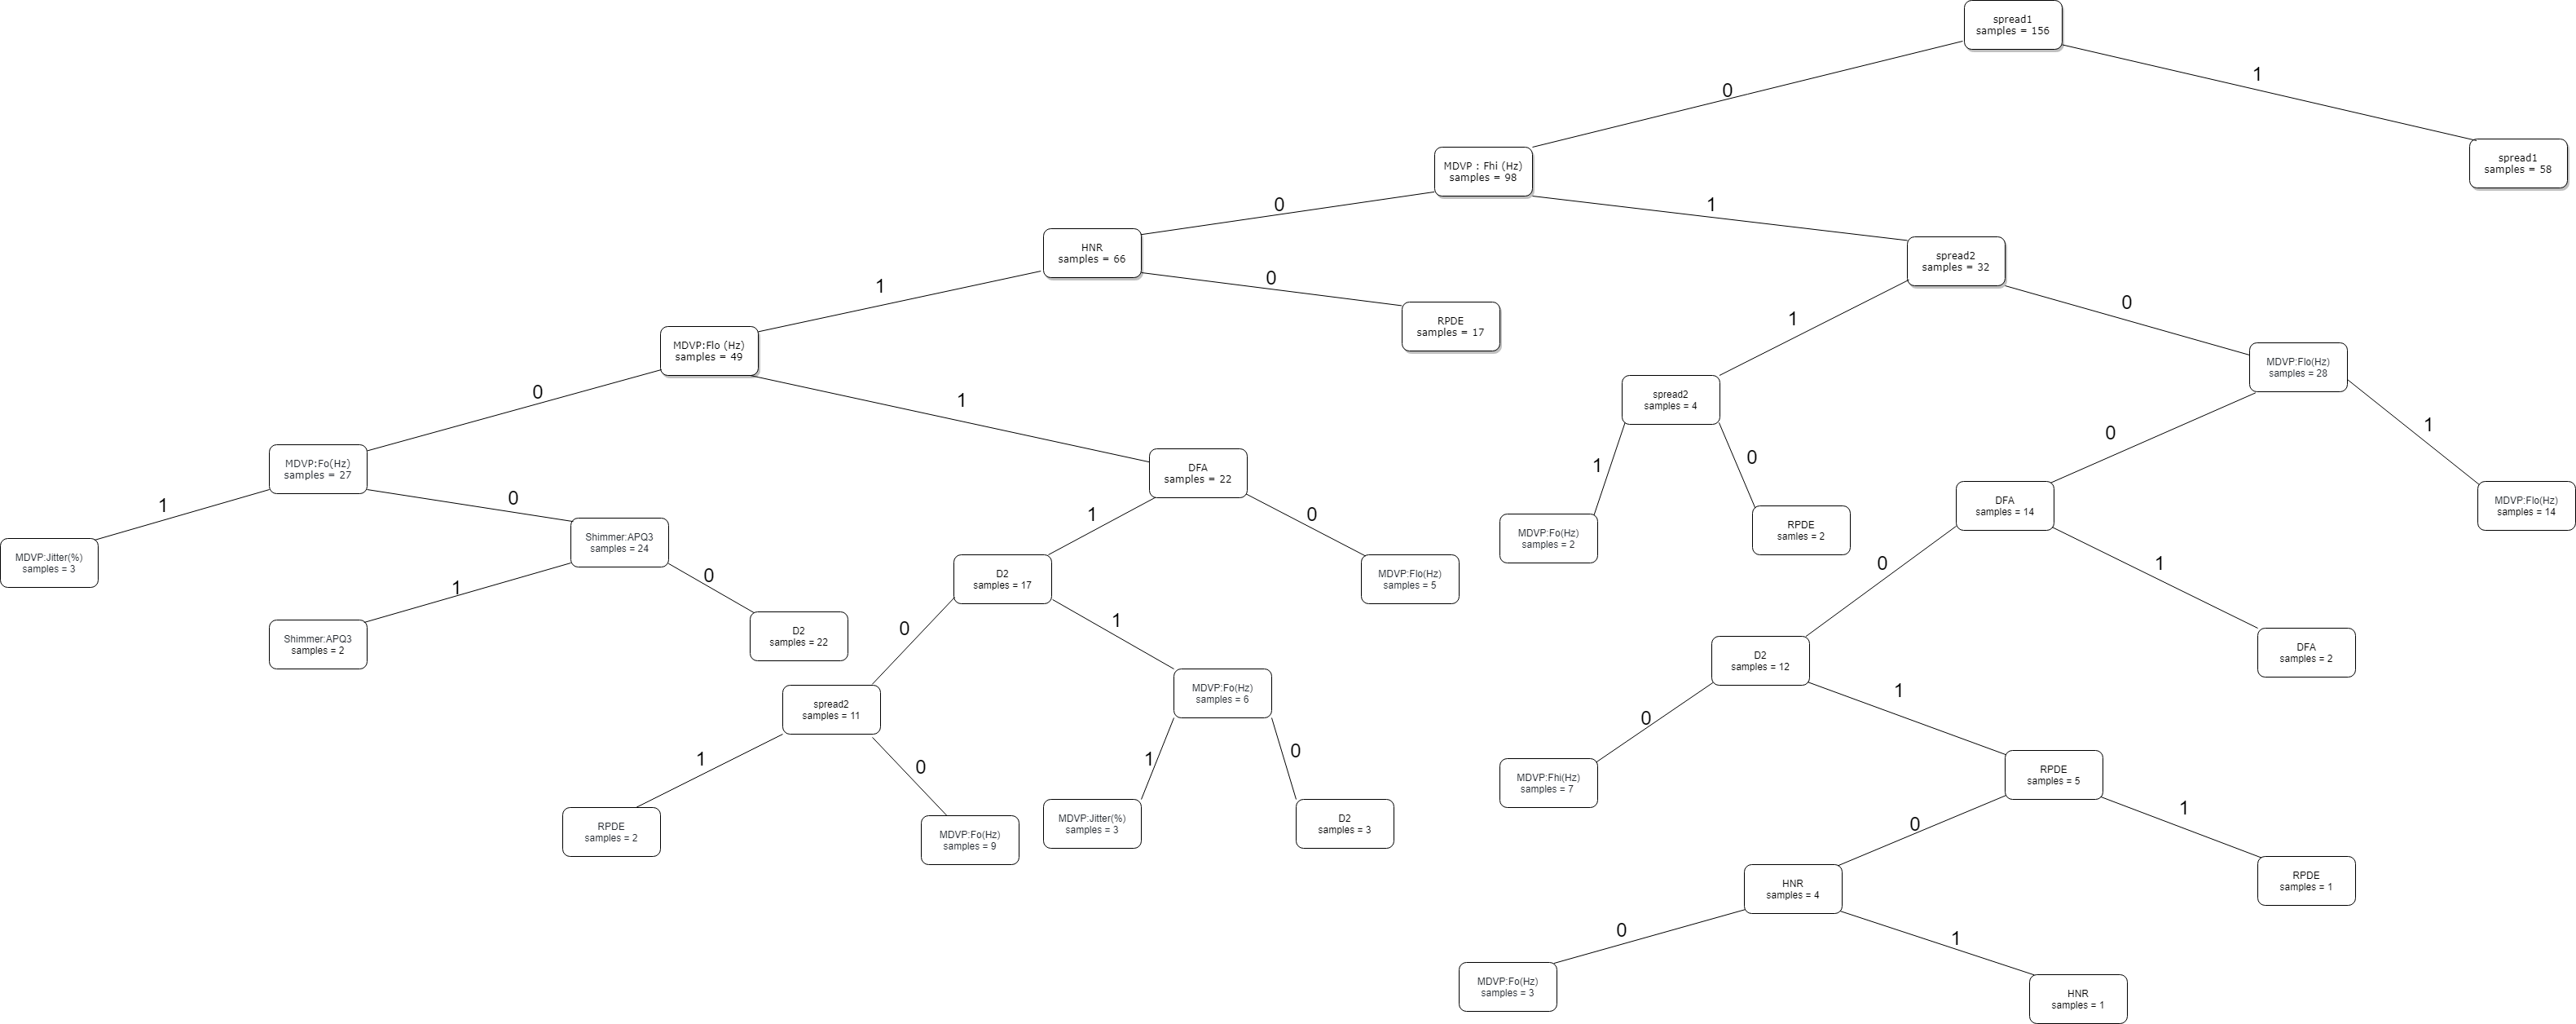 spread1
samples = 156
0
1
spread1
samples = 58
MDVP : Fhi (Hz)
samples = 98
0
1
HNR
samples = 66
spread2
samples = 32
1
0
RPDE
samples = 17
1
0
MDVP:Flo (Hz)
samples = 49
MDVP:Flo(Hz)
samples = 28
0
1
spread2
samples = 4
0
1
MDVP:Fo(Hz)
samples = 27
DFA
samples = 22
1
0
1
0
1
0
MDVP:Fo(Hz)
samples = 2
RPDE
samples = 2
DFA
samples = 14
MDVP:Flo(Hz)
samples = 14
MDVP:Jitter(%)
samples = 3
Shimmer:APQ3
samples = 24
D2
samples = 17
MDVP:Flo(Hz)
samples = 5
1
0
0
1
0
1
Shimmer:APQ3
samples = 2
D2
samples = 22
D2
samples = 12
DFA
samples = 2
spread2
samples = 11
MDVP:Fo(Hz)
samples = 6
0
1
1
0
1
0
MDVP:Fhi(Hz)
samples = 7
RPDE
samples = 5
RPDE
samples = 2
MDVP:Fo(Hz)
samples = 9
MDVP:Jitter(%)
samples = 3
D2
samples = 3
0
1
HNR
samples = 4
RPDE
samples = 1
0
1
MDVP:Fo(Hz)
samples = 3
HNR
samples = 1